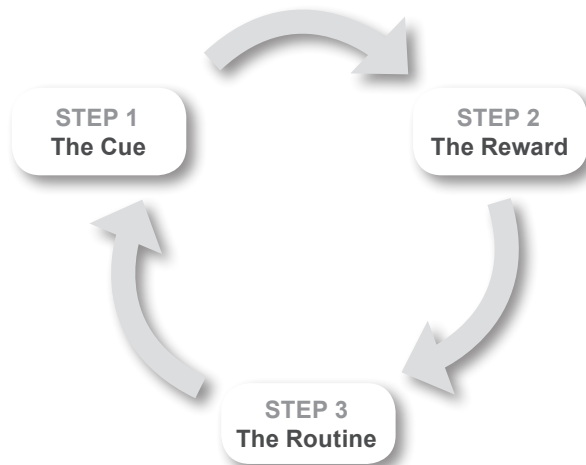 STEP 1
The Cue
STEP 2
The Reward
STEP 3
The Routine